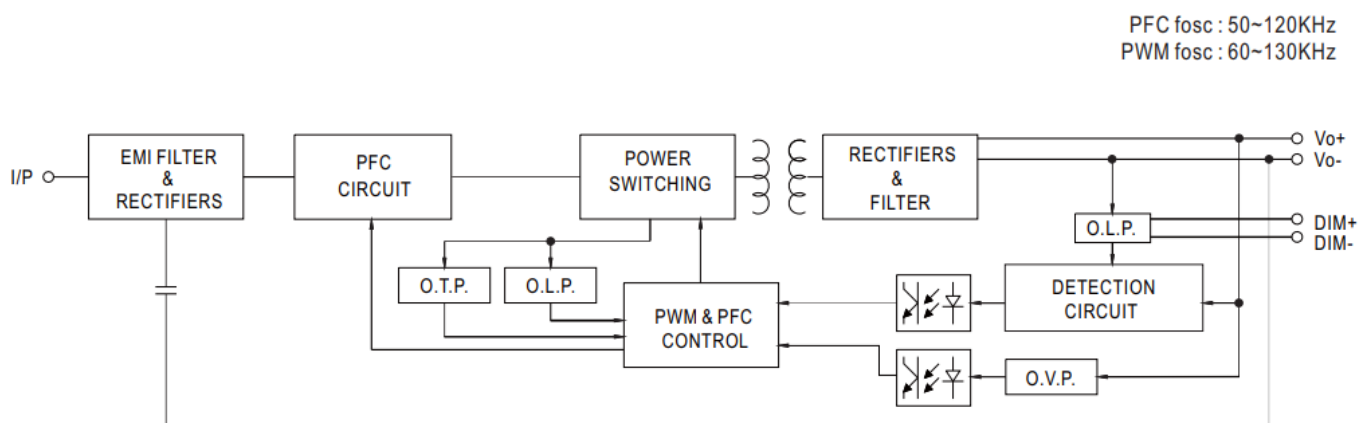 PFC fosc : 50~120KHz
PWM fosc : 60~130KHz
I/P
EMI FILTER
&
RECTIFIERS
PFC
CIRCUIT
POWER
SWITCHING
RECTIFIERS
&
FILTER
Vo+
Vo-
O.L.P.
DIM+
DIM-
O.T.P.
O.L.P.
PWM & PFC
CONTROL
DETECTION
CIRCUIT
O.V.P.